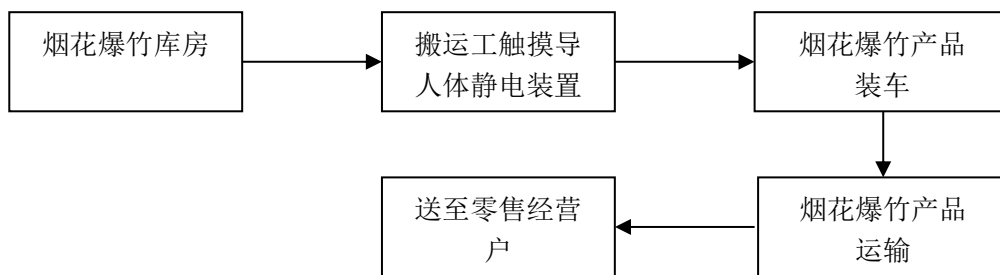 烟花爆竹库房
搬运工触摸导
人体静电装置
烟花爆竹产品
装车
烟花爆竹产品
运输
送至零售经营
户